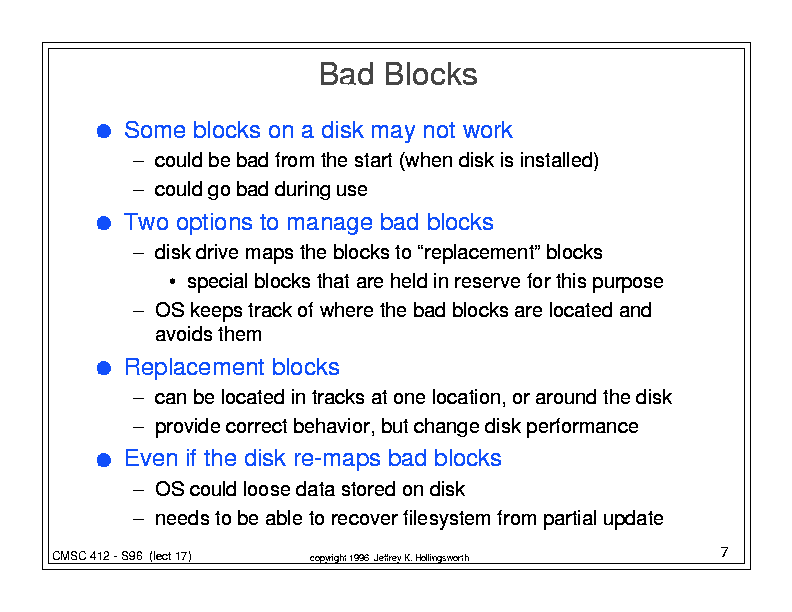 Bad Blocks
● Some blocks on a disk may not work
– could be bad from the start (when disk is installed)
– could go bad during use
● Two options to manage bad blocks
– disk drive maps the blocks to “replacement” blocks
• special blocks that are held in reserve for this purpose
– OS keeps track of where the bad blocks are located and
avoids them
● Replacement blocks
– can be located in tracks at one location, or around the disk
– provide correct behavior, but change disk performance
● Even if the disk re-maps bad blocks
– OS could loose data stored on disk
– needs to be able to recover filesystem from partial update
CMSC 412 - S96 (lect 17)
copyright 1996 Jeffrey K. Hollingsworth
7